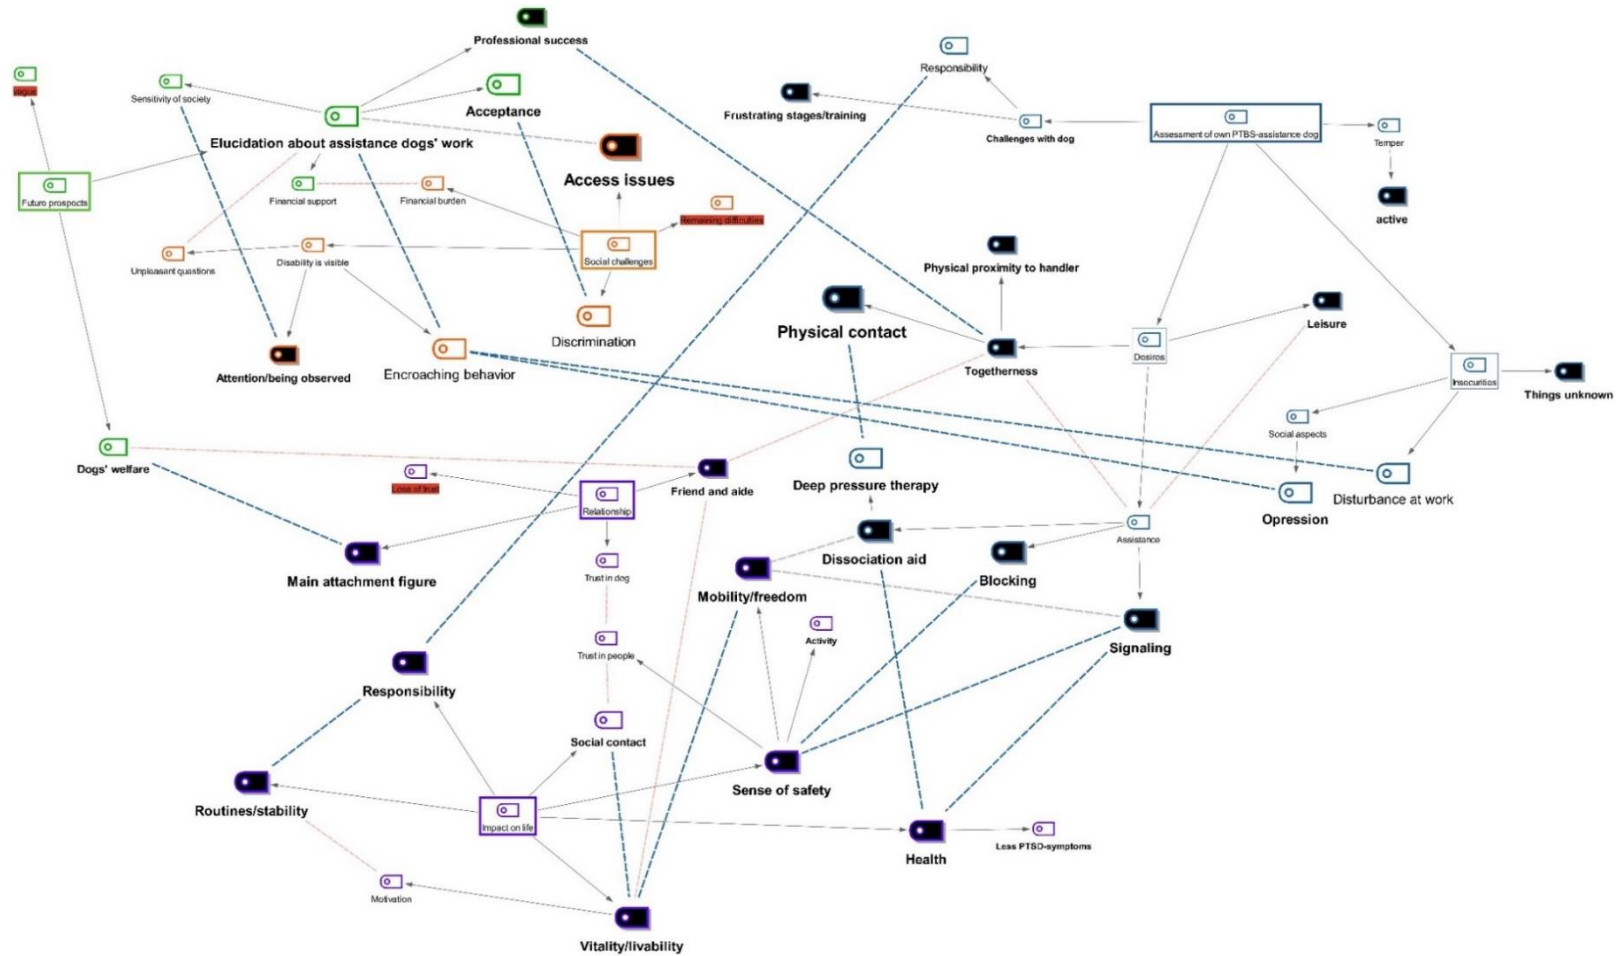 Professional success
Responsibility
vague
Sensitivity of society
Acceptance
Frustrating stages/training
Challenges with dog
Assessment of own PTBS-assistance dog
Temper
Elucidation about assistance dogs' work
Access issues
Future prospects
Financial support
Financial burden
Remaining difficulties
active
Unpleasant questions
Disability is visible
Social challenges
Physical proximity to handler
Physical contact
Leisure
Discrimination
Attention/being observed
Encroaching behavior
Togetherness
Desires
Insecurities
Things unknown
Social aspects
Dogs' welfare
Loss of trust
Relationship
Friend and aide
Deep pressure therapy
Opression
Disturbance at work
Main attachment figure
Trust in dog
Mobility/freedom
Dissociation aid
Blocking
Assistance
Activity
Signaling
Trust in people
Responsibility
Social contact
Sense of safety
Routines/stability
Impact on life
Health
Less PTSD-symptoms
Motivation
Vitality/livability